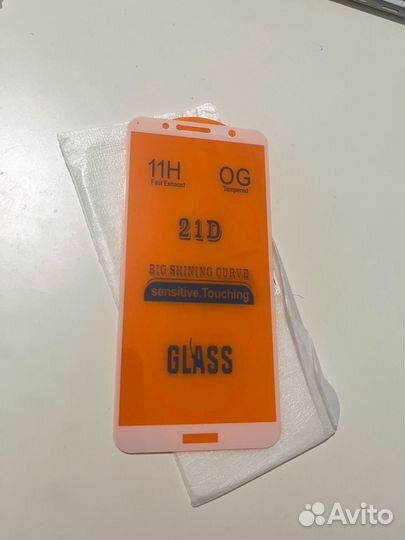 11H
Fast Exhaust
OG
Tempered
21D
BIG SHINING CURVE
sensitive.Touching
GLASS
Avito